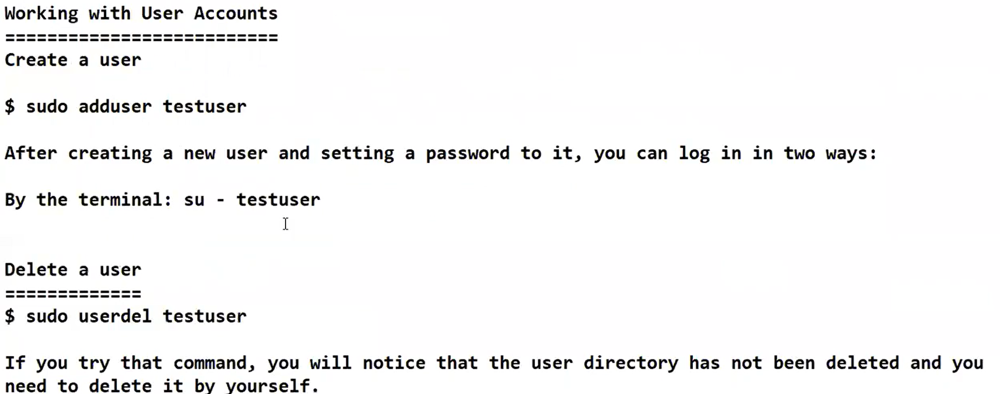 Working with User Accounts
==========================
Create a user
$ sudo adduser testuser
After creating a new user and setting a password to it, you can log in in two ways:
By the terminal: su - testuser
Delete a user
=============
$ sudo userdel testuser
If you try that command, you will notice that the user directory has not been deleted and you
need to delete it by yourself.